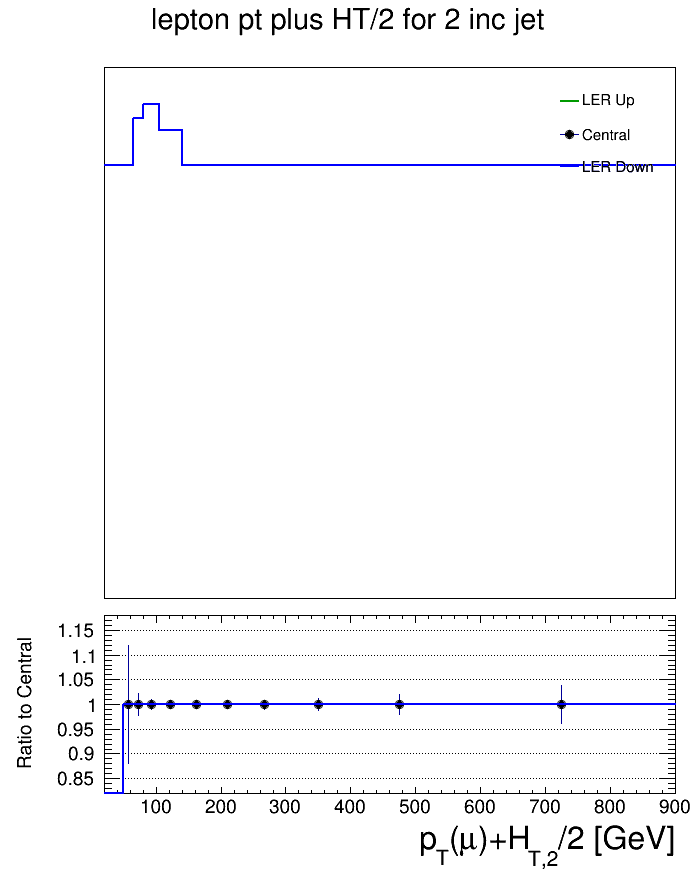 lepton pt plus HT/2 for 2 inc jet
LER Up
Central
LER Down
Ratio to Central
1.15
1.1
1.05
1
0.95
0.9
0.85
100 200 300 400 500 600 700 800 900
p_T(μ)+H_T,2/2 [GeV]